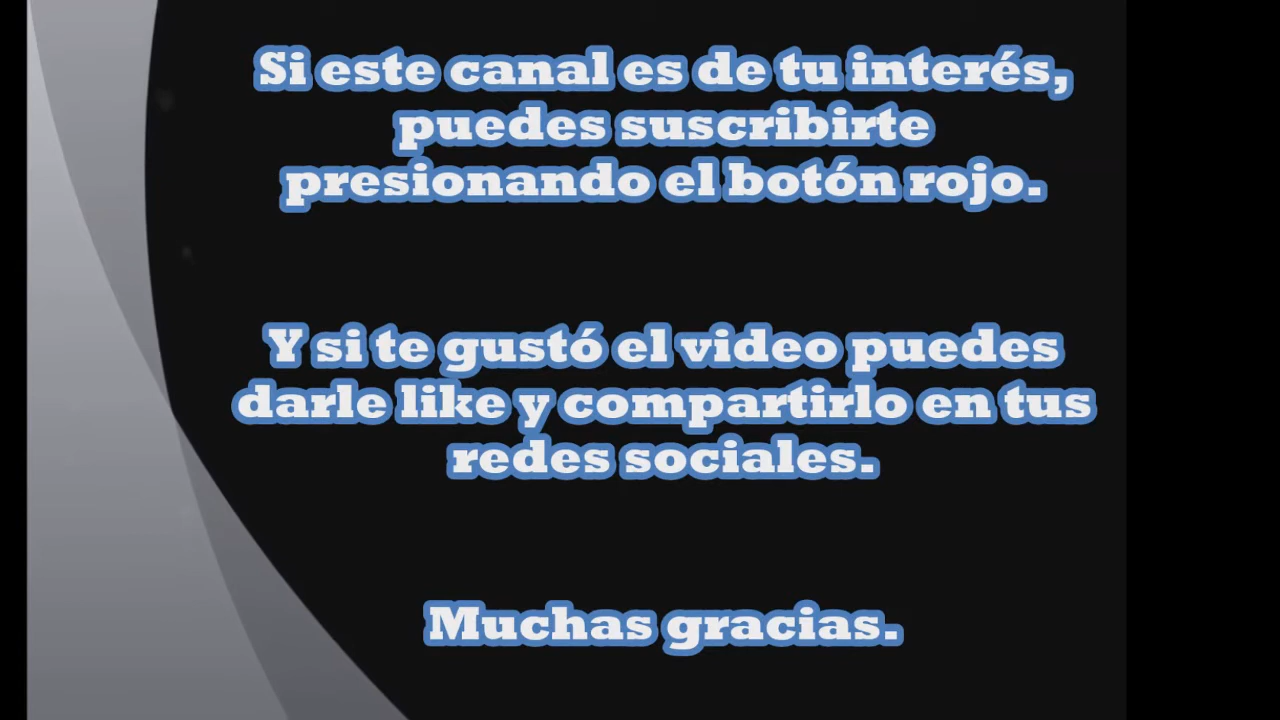 Si este canal es de tu interés,
puedes suscribirte
presionando el botón rojo.
Y si te gustó el video puedes
darle like y compartirlo en tus
redes sociales.
Muchas gracias.